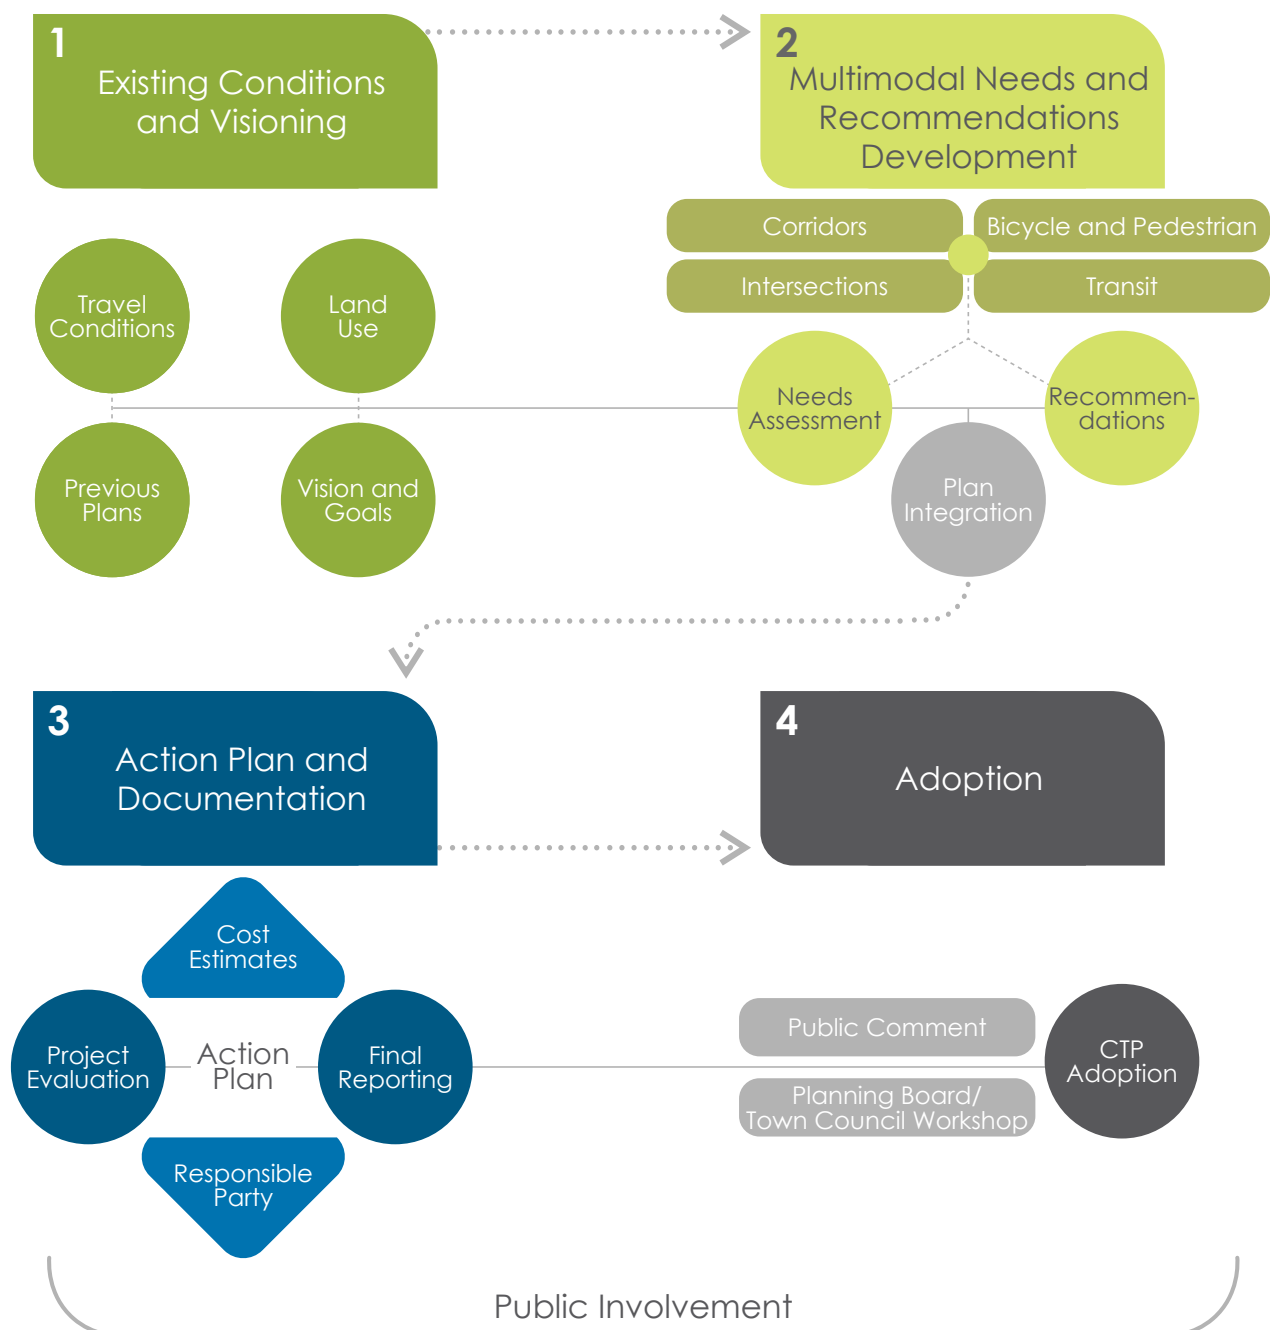 1
Existing Conditions
and Visioning
2
Multimodal Needs and
Recommendations
Development
Corridors
Bicycle and Pedestrian
Intersections
Transit
Travel
Conditions
Land
Use
Needs
Assessment
Recommen-
dations
Previous
Plans
Vision and
Goals
Plan
Integration
3
Action Plan and
Documentation
4
Adoption
Cost
Estimates
Project
Evaluation
Action
Plan
Final
Reporting
Responsible
Party
Public Comment
Planning Board/
Town Council Workshop
CTP
Adoption
Public Involvement